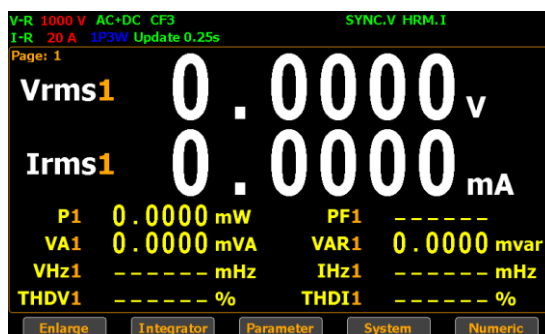 V-R 1000 V AC+DC CF3 SYNC.V HRM.I
I-R 20 A 1P3W Update 0.25s
Page: 1
Vrms1 0.0000 V
Irms1 0.0000 mA
P1 0.0000 mW PF1 ------
VA1 0.0000 mVA VAR1 0.0000 mvar
VHz1 ------ mHz IHz1 ------ mHz
THDV1 ------ % THDI1 ------ %
Enlarge Integrator Parameter System Numeric